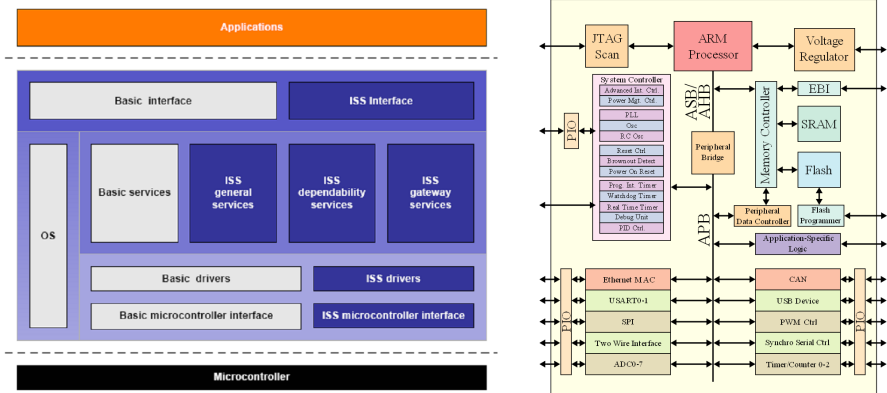 Applications
Basic interface
ISS Interface
OS
Basic services
ISS
general
services
ISS
dependability
services
ISS
gateway
services
Basic drivers
ISS drivers
Basic microcontroller interface
ISS microcontroller interface
Microcontroller
JTAG
Scan
ARM
Processor
Voltage
Regulator
System Controller
Advanced Int. Ctrl.
Power Mgt. Ctrl.
PLL
Osc
RC Osc
Reset Ctrl
Brownout Detect
Power On Reset
Prog. Int. Timer
Watchdog Timer
Real Time Timer
Debug Unit
PID Ctrl.
PIO
ASB/
AHB
Peripheral
Bridge
APB
Memory Controller
EBI
SRAM
Flash
Peripheral
Data Controller
Flash
Programmer
Application-Specific
Logic
PIO
Ethernet MAC
USART0-1
SPI
Two Wire Interface
ADC0-7
CAN
USB Device
PWM Ctrl
Synchro Serial Ctrl
Timer/Counter 0-2
PIO